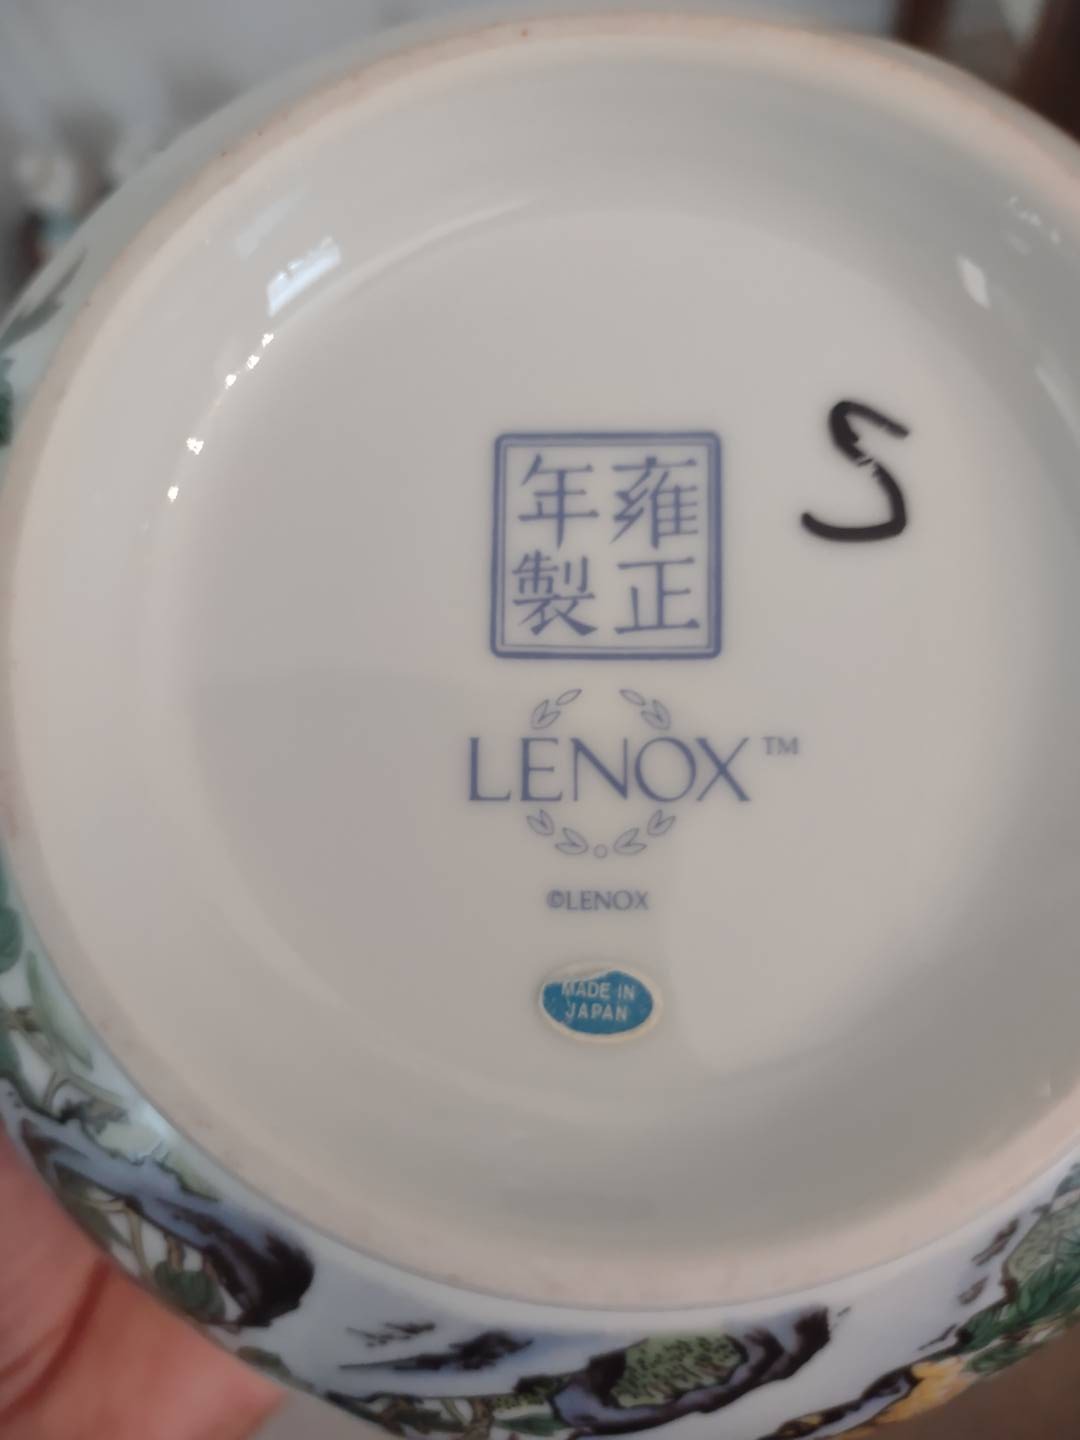 雍正
年製
S
LENOX™
©LENOX
MADE IN
JAPAN